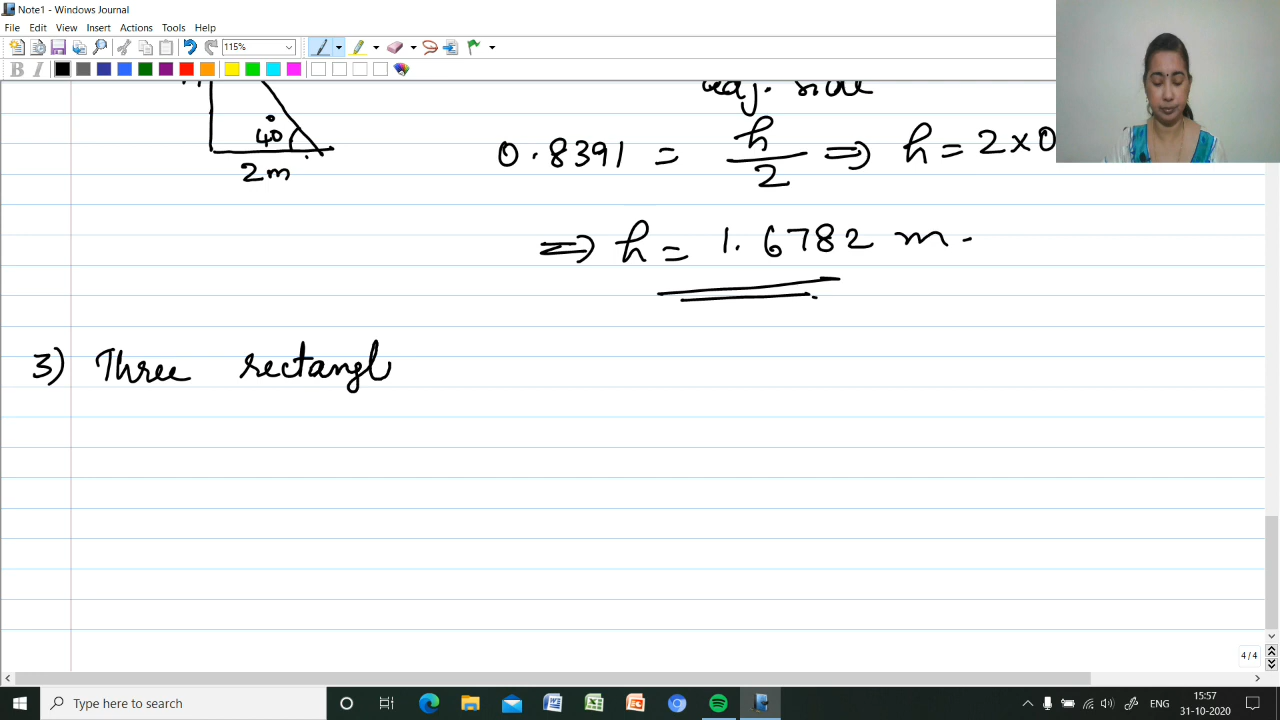 Note1 - Windows Journal
File Edit View Insert Actions Tools Help
115%
B I
adj. side
40°
2m
0.8391 = h/2 ⇒ h = 2×0
⇒ h = 1.6782 m.
3) Three rectangl
4 / 4
Type here to search
ENG
15:57
31-10-2020